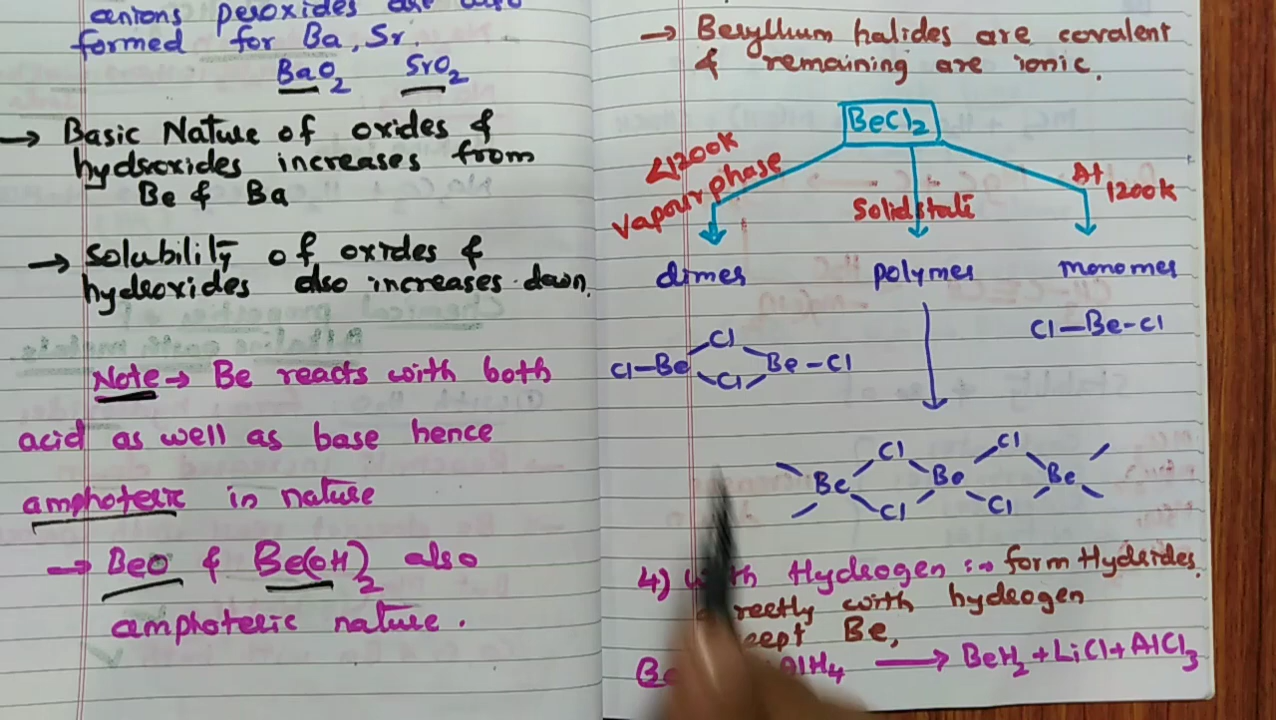 anions peroxides are also
formed for Ba, Sr.
BaO2 SrO2
→ Basic Nature of oxides &
hydroxides increases from
Be & Ba
→ Solubility of oxides &
hydroxides also increases down.
Note → Be reacts with both
acid as well as base hence
amphoteric in nature
→ BeO & Be(OH)2 also
amphoteric nature.
→ Beryllium halides are covalent
& remaining are ionic.
BeCl2
<1200k
Vapour phase
Solid state
At
1200k
dimer polymer monomer
Cl-Be-Cl
Cl
Cl-Be Be-Cl
Cl
Cl Cl
Be Be Be
Cl Cl
4) Hydrogen :→ form Hydrides
with hydrogen
Be,
AlH4 → BeH2 + LiCl + AlCl3